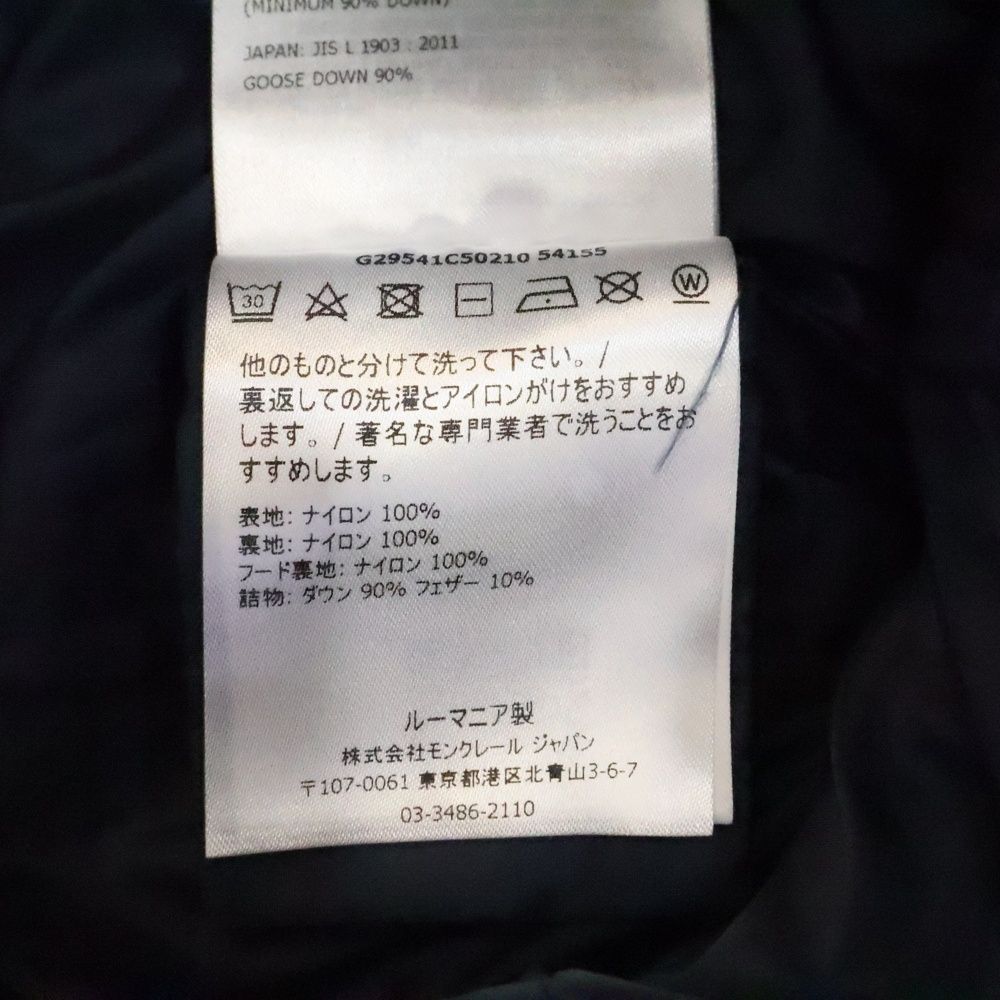 (MINIMUM 90% DOWN)
JAPAN: JIS L 1903 : 2011
GOOSE DOWN 90%
G29541C50210 54155
30
W
他のものと分けて洗って下さい。/
裏返しての洗濯とアイロンがけをおすすめ
します。/ 著名な専門業者で洗うことをお
すすめします。
表地: ナイロン 100%
裏地: ナイロン 100%
フード裏地: ナイロン 100%
詰物: ダウン 90% フェザー 10%
ルーマニア製
株式会社モンクレール ジャパン
〒107-0061 東京都港区北青山3-6-7
03-3486-2110